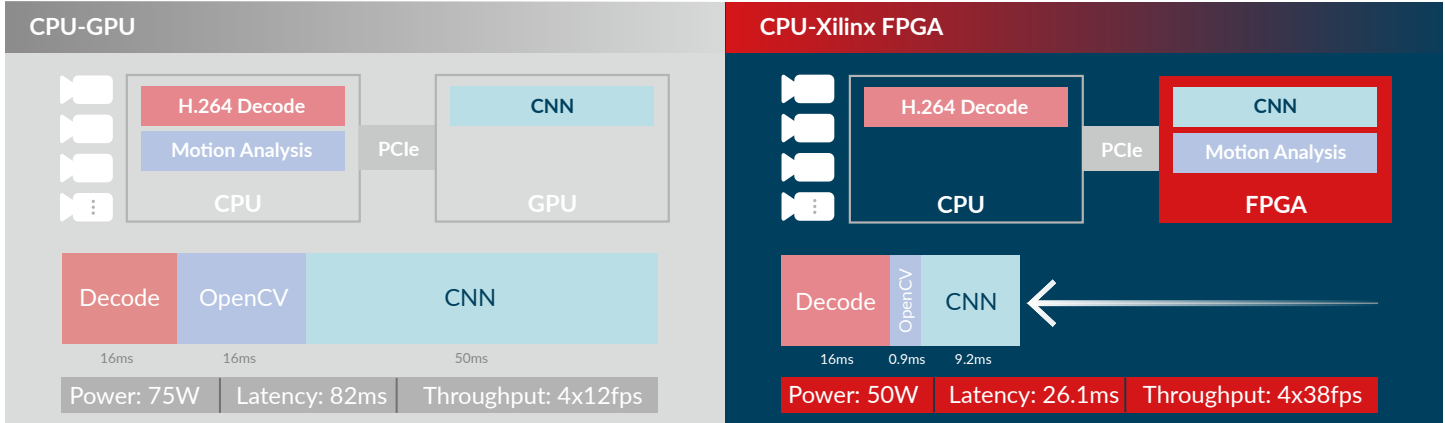 CPU-GPU
H.264 Decode
Motion Analysis
CPU
PCIe
CNN
GPU
Decode
OpenCV
CNN
16ms
16ms
50ms
Power: 75W
Latency: 82ms
Throughput: 4x12fps
CPU-Xilinx FPGA
H.264 Decode
CPU
PCIe
CNN
Motion Analysis
FPGA
Decode
OpenCV
CNN
16ms
0.9ms
9.2ms
Power: 50W
Latency: 26.1ms
Throughput: 4x38fps